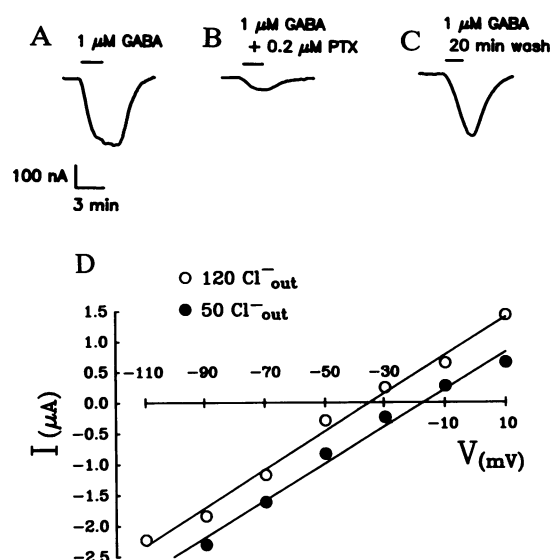 A
1 µM GABA
B
1 µM GABA
+ 0.2 µM PTX
C
1 µM GABA
20 min wash
100 nA
3 min
D
120 Cl⁻out
50 Cl⁻out
1.5
1.0
0.5
0.0
-0.5
-1.0
-1.5
-2.0
-2.5
I (µA)
-110 -90 -70 -50 -30
-10 10
V(mV)